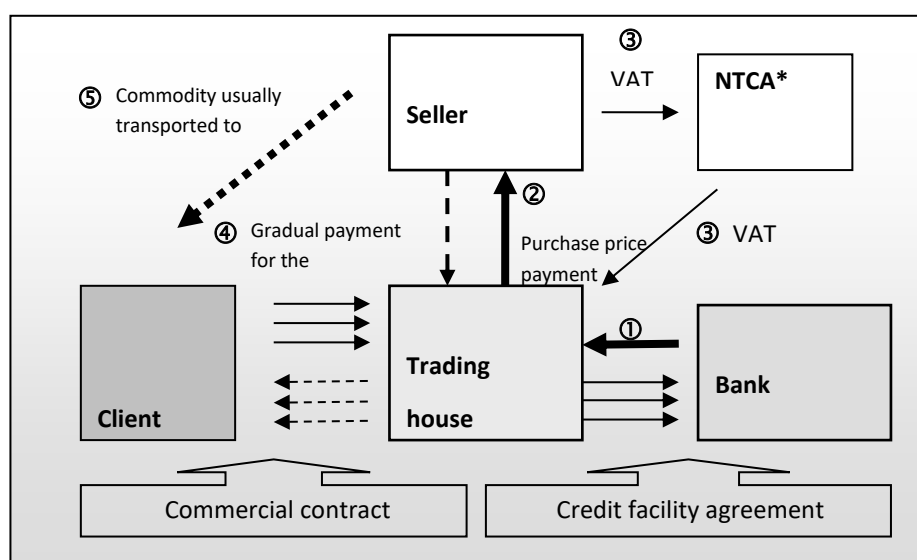 ③
VAT
NTCA*
⑤ Commodity usually
transported to
Seller
②
④ Gradual payment
for the
Purchase price
payment
③ VAT
①
Client
Trading
house
Bank
Commercial contract
Credit facility agreement